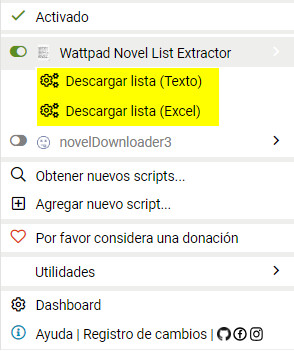 Activado
Wattpad Novel List Extractor
Descargar lista (Texto)
Descargar lista (Excel)
novelDownloader3
Obtener nuevos scripts...
Agregar nuevo script...
Por favor considera una donación
Utilidades
Dashboard
Ayuda | Registro de cambios |